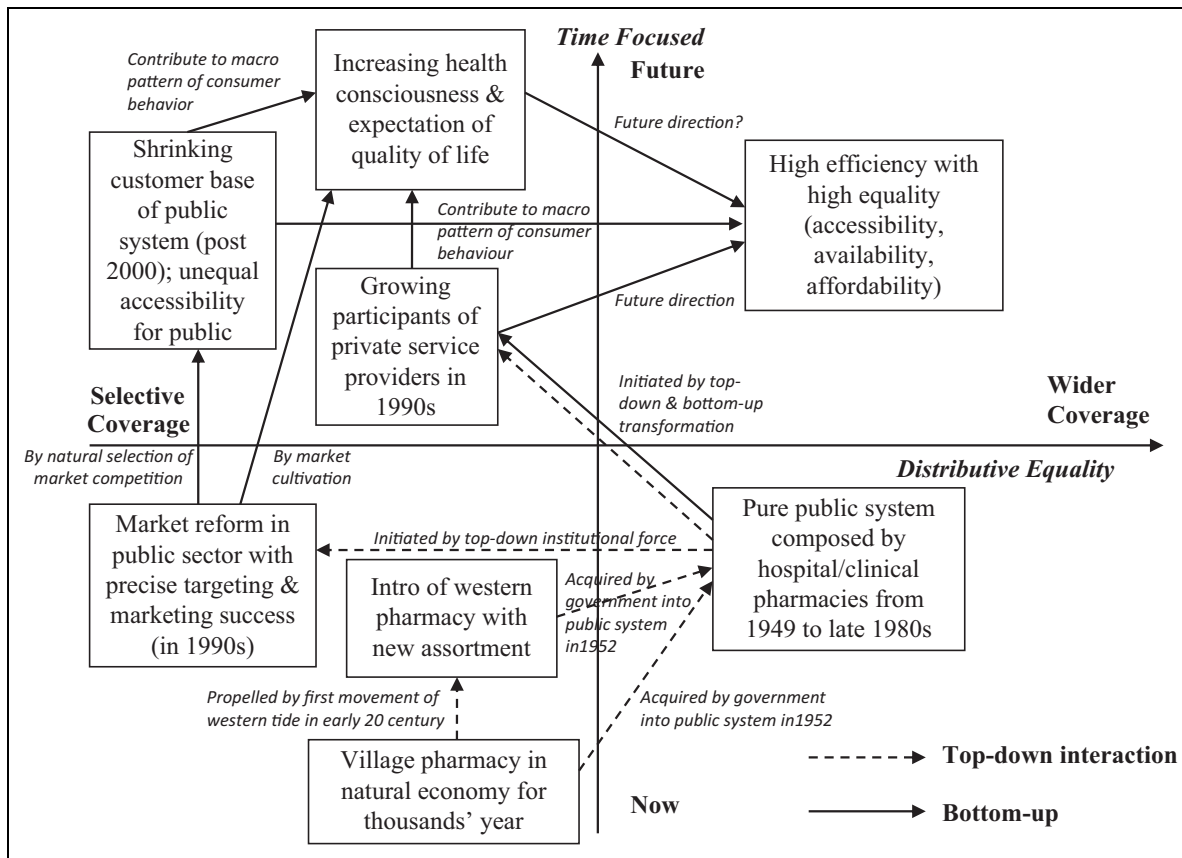 Time Focused
Future
Contribute to macro
pattern of consumer
behavior
Increasing health
consciousness &
expectation of
quality of life
Future direction?
Shrinking
customer base
of public
system (post
2000); unequal
accessibility
for public
High efficiency with
high equality
(accessibility,
availability,
affordability)
Contribute to macro
pattern of consumer
behaviour
Growing
participants of
private service
providers in
1990s
Future direction
Initiated by top-
down & bottom-up
transformation
Selective
Coverage
Wider
Coverage
By natural selection of
market competition
By market
cultivation
Distributive Equality
Market reform in
public sector with
precise targeting &
marketing success
(in 1990s)
Initiated by top-down institutional force
Pure public system
composed by
hospital/clinical
pharmacies from
1949 to late 1980s
Intro of western
pharmacy with
new assortment
Acquired by
government into
public system
in1952
Propelled by first movement of
western tide in early 20 century
Acquired by government
into public system in1952
Village pharmacy in
natural economy for
thousands’ year
Now
Top-down interaction
Bottom-up